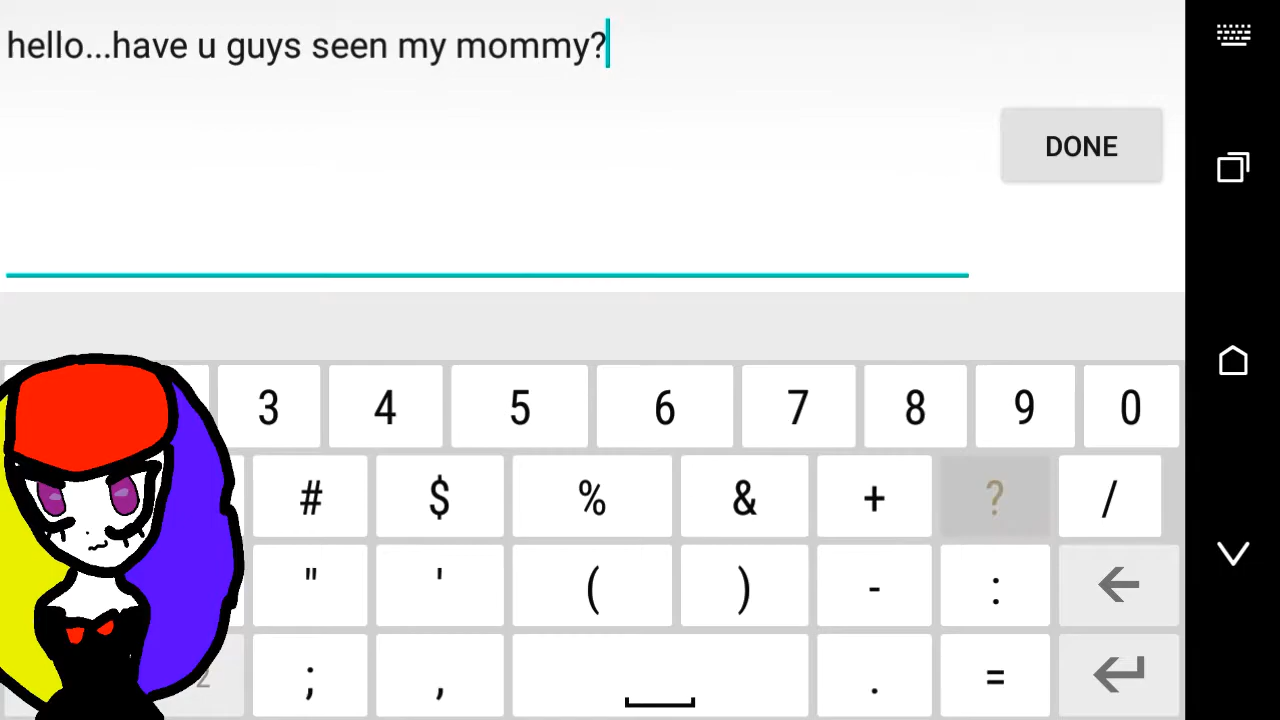 hello...have u guys seen my mommy?
DONE
3 4 5 6 7 8 9 0
# $ % & + ? /
" ' ( ) - :
; , . =